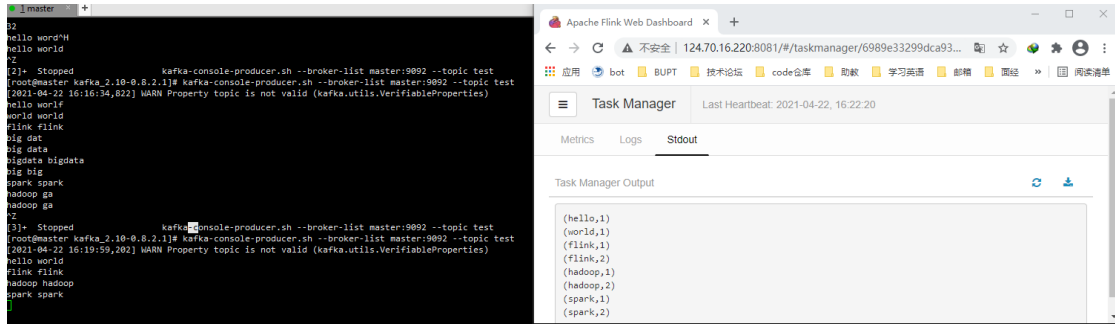 1 master
32
hello word^H
hello world
^Z
[2]+  Stopped                 kafka-console-producer.sh --broker-list master:9092 --topic test
[root@master kafka_2.10-0.8.2.1]# kafka-console-producer.sh --broker-list master:9092 --topic test
[2021-04-22 16:16:34,822] WARN Property topic is not valid (kafka.utils.VerifiableProperties)
hello worlf
world world
flink flink
big dat
big data
bigdata bigdata
big big
spark spark
hadoop ga
hadoop ga
^Z
[3]+  Stopped                 kafka-console-producer.sh --broker-list master:9092 --topic test
[root@master kafka_2.10-0.8.2.1]# kafka-console-producer.sh --broker-list master:9092 --topic test
[2021-04-22 16:19:59,202] WARN Property topic is not valid (kafka.utils.VerifiableProperties)
hello world
flink flink
hadoop hadoop
spark spark
Apache Flink Web Dashboard
不安全 | 124.70.16.220:8081/#/taskmanager/6989e33299dca93...
应用 bot BUPT 技术论坛 code仓库 助教 学习英语 邮箱 面经 » 阅读清单
Task Manager Last Heartbeat: 2021-04-22, 16:22:20
Metrics Logs Stdout
Task Manager Output
(hello,1)
(world,1)
(flink,1)
(flink,2)
(hadoop,1)
(hadoop,2)
(spark,1)
(spark,2)